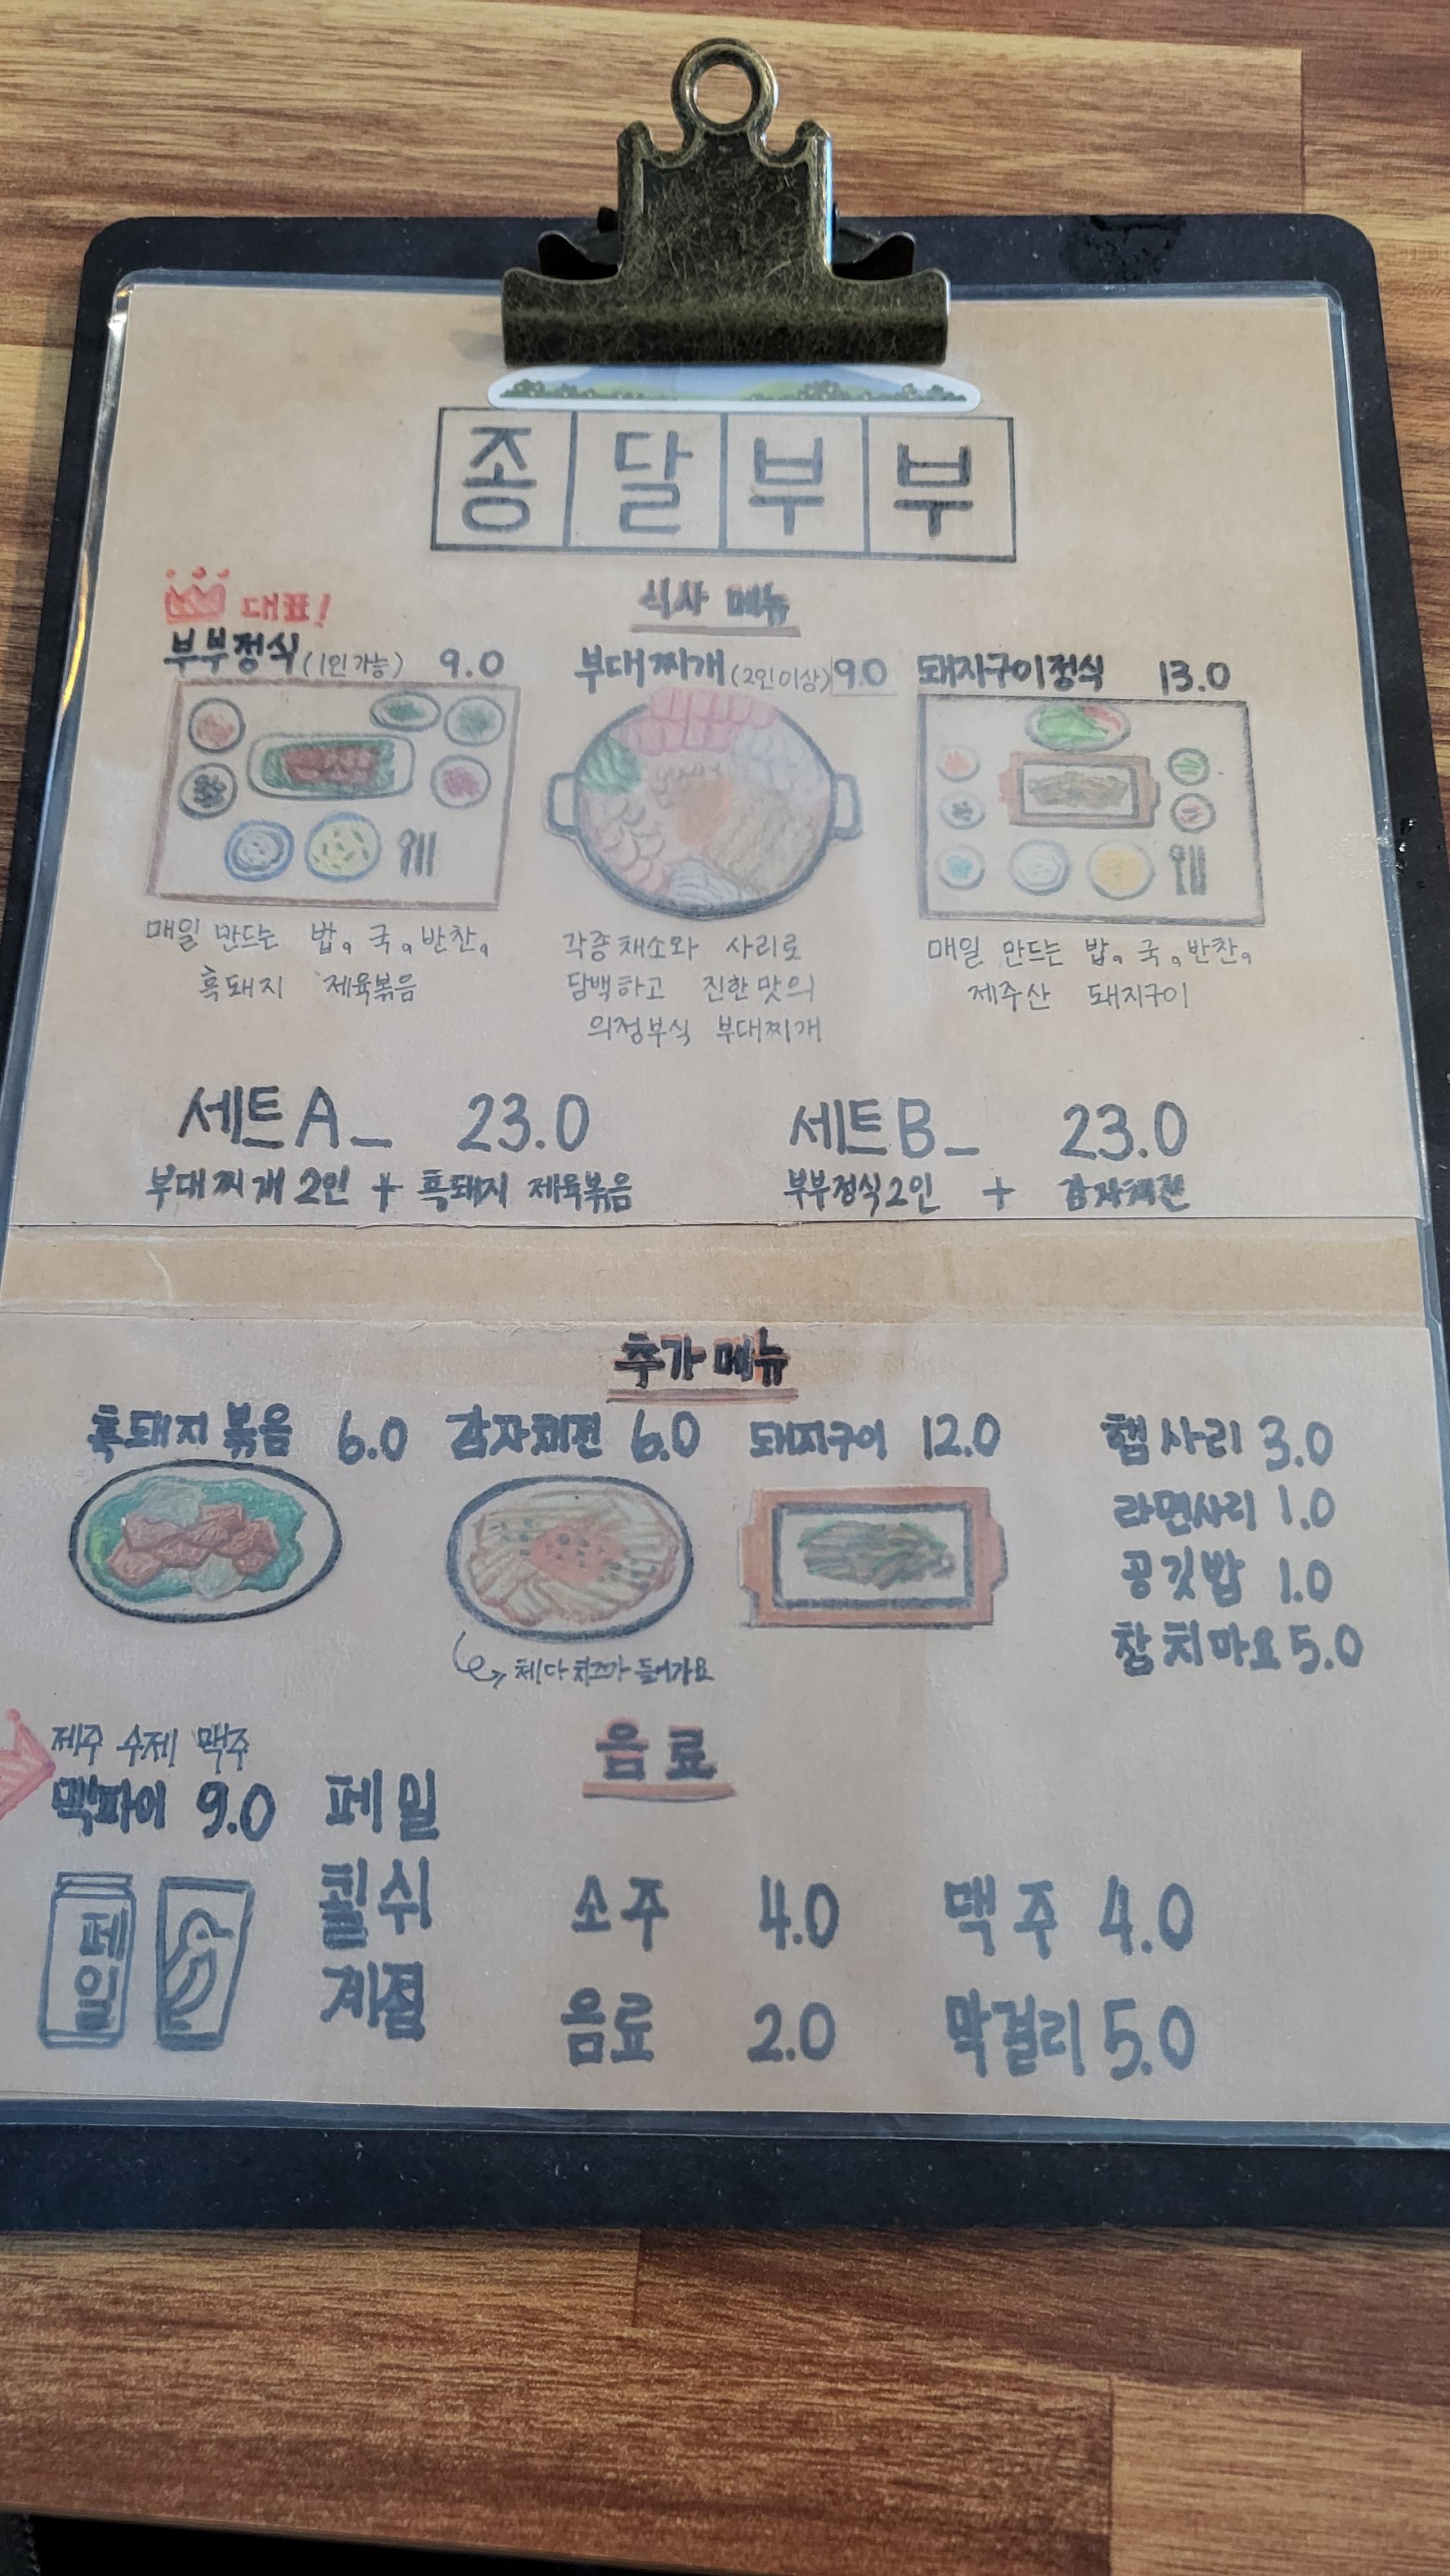 종달부부
식사 메뉴
대표!
부부정식(1인가능) 9.0
매일 만드는 밥, 국, 반찬,
흑돼지 제육볶음
부대찌개(2인이상) 9.0
각종채소와 사리로
담백하고 진한맛의
의정부식 부대찌개
돼지구이정식 13.0
매일 만드는 밥, 국, 반찬,
제주산 돼지구이
세트A_ 23.0
부대찌개 2인 + 흑돼지 제육볶음
세트B_ 23.0
부부정식2인 + 감자채전
추가메뉴
흑돼지 볶음 6.0
감자채전 6.0
체다치즈가 들어가요
돼지구이 12.0
햄사리 3.0
라면사리 1.0
공깃밥 1.0
참치마요 5.0
제주 수제 맥주
맥파이 9.0
페일
쾰쉬
계절
페일
음료
소주 4.0
맥주 4.0
음료 2.0
막걸리 5.0